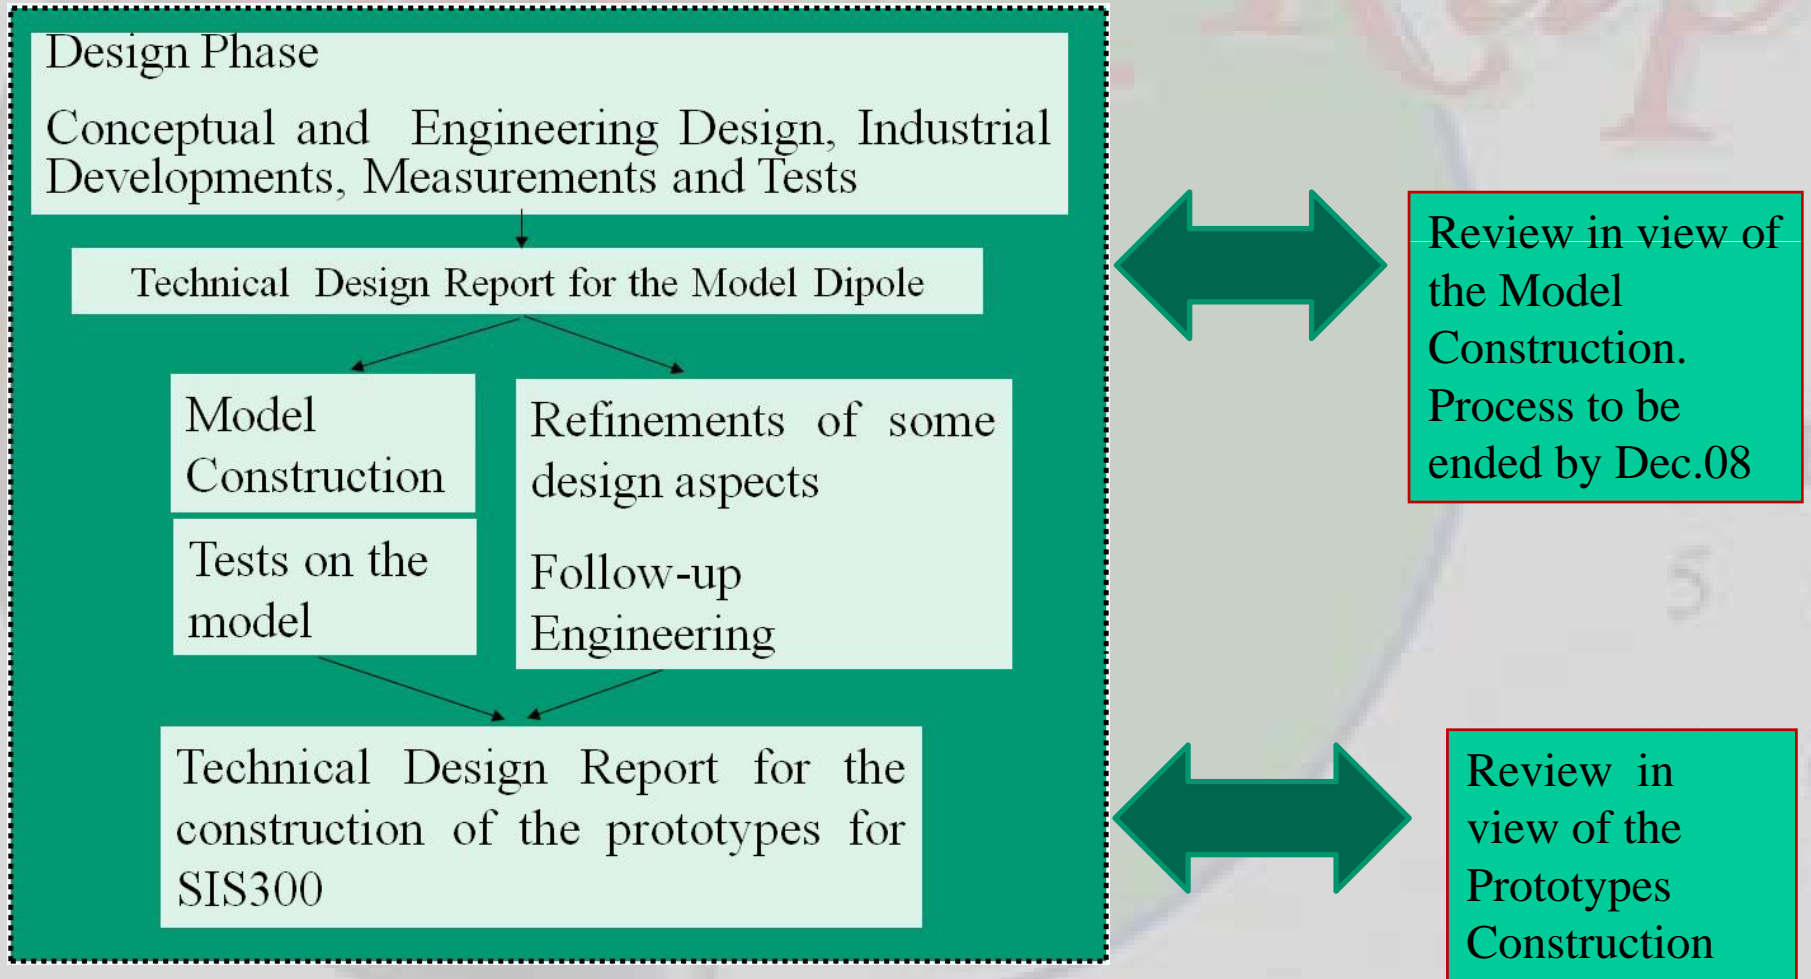 Design Phase
Conceptual and Engineering Design, Industrial
Developments, Measurements and Tests
Technical Design Report for the Model Dipole
Model
Construction
Tests on the
model
Refinements of some
design aspects
Follow-up
Engineering
Technical Design Report for the
construction of the prototypes for
SIS300
Review in view of
the Model
Construction.
Process to be
ended by Dec.08
Review in
view of the
Prototypes
Construction
5